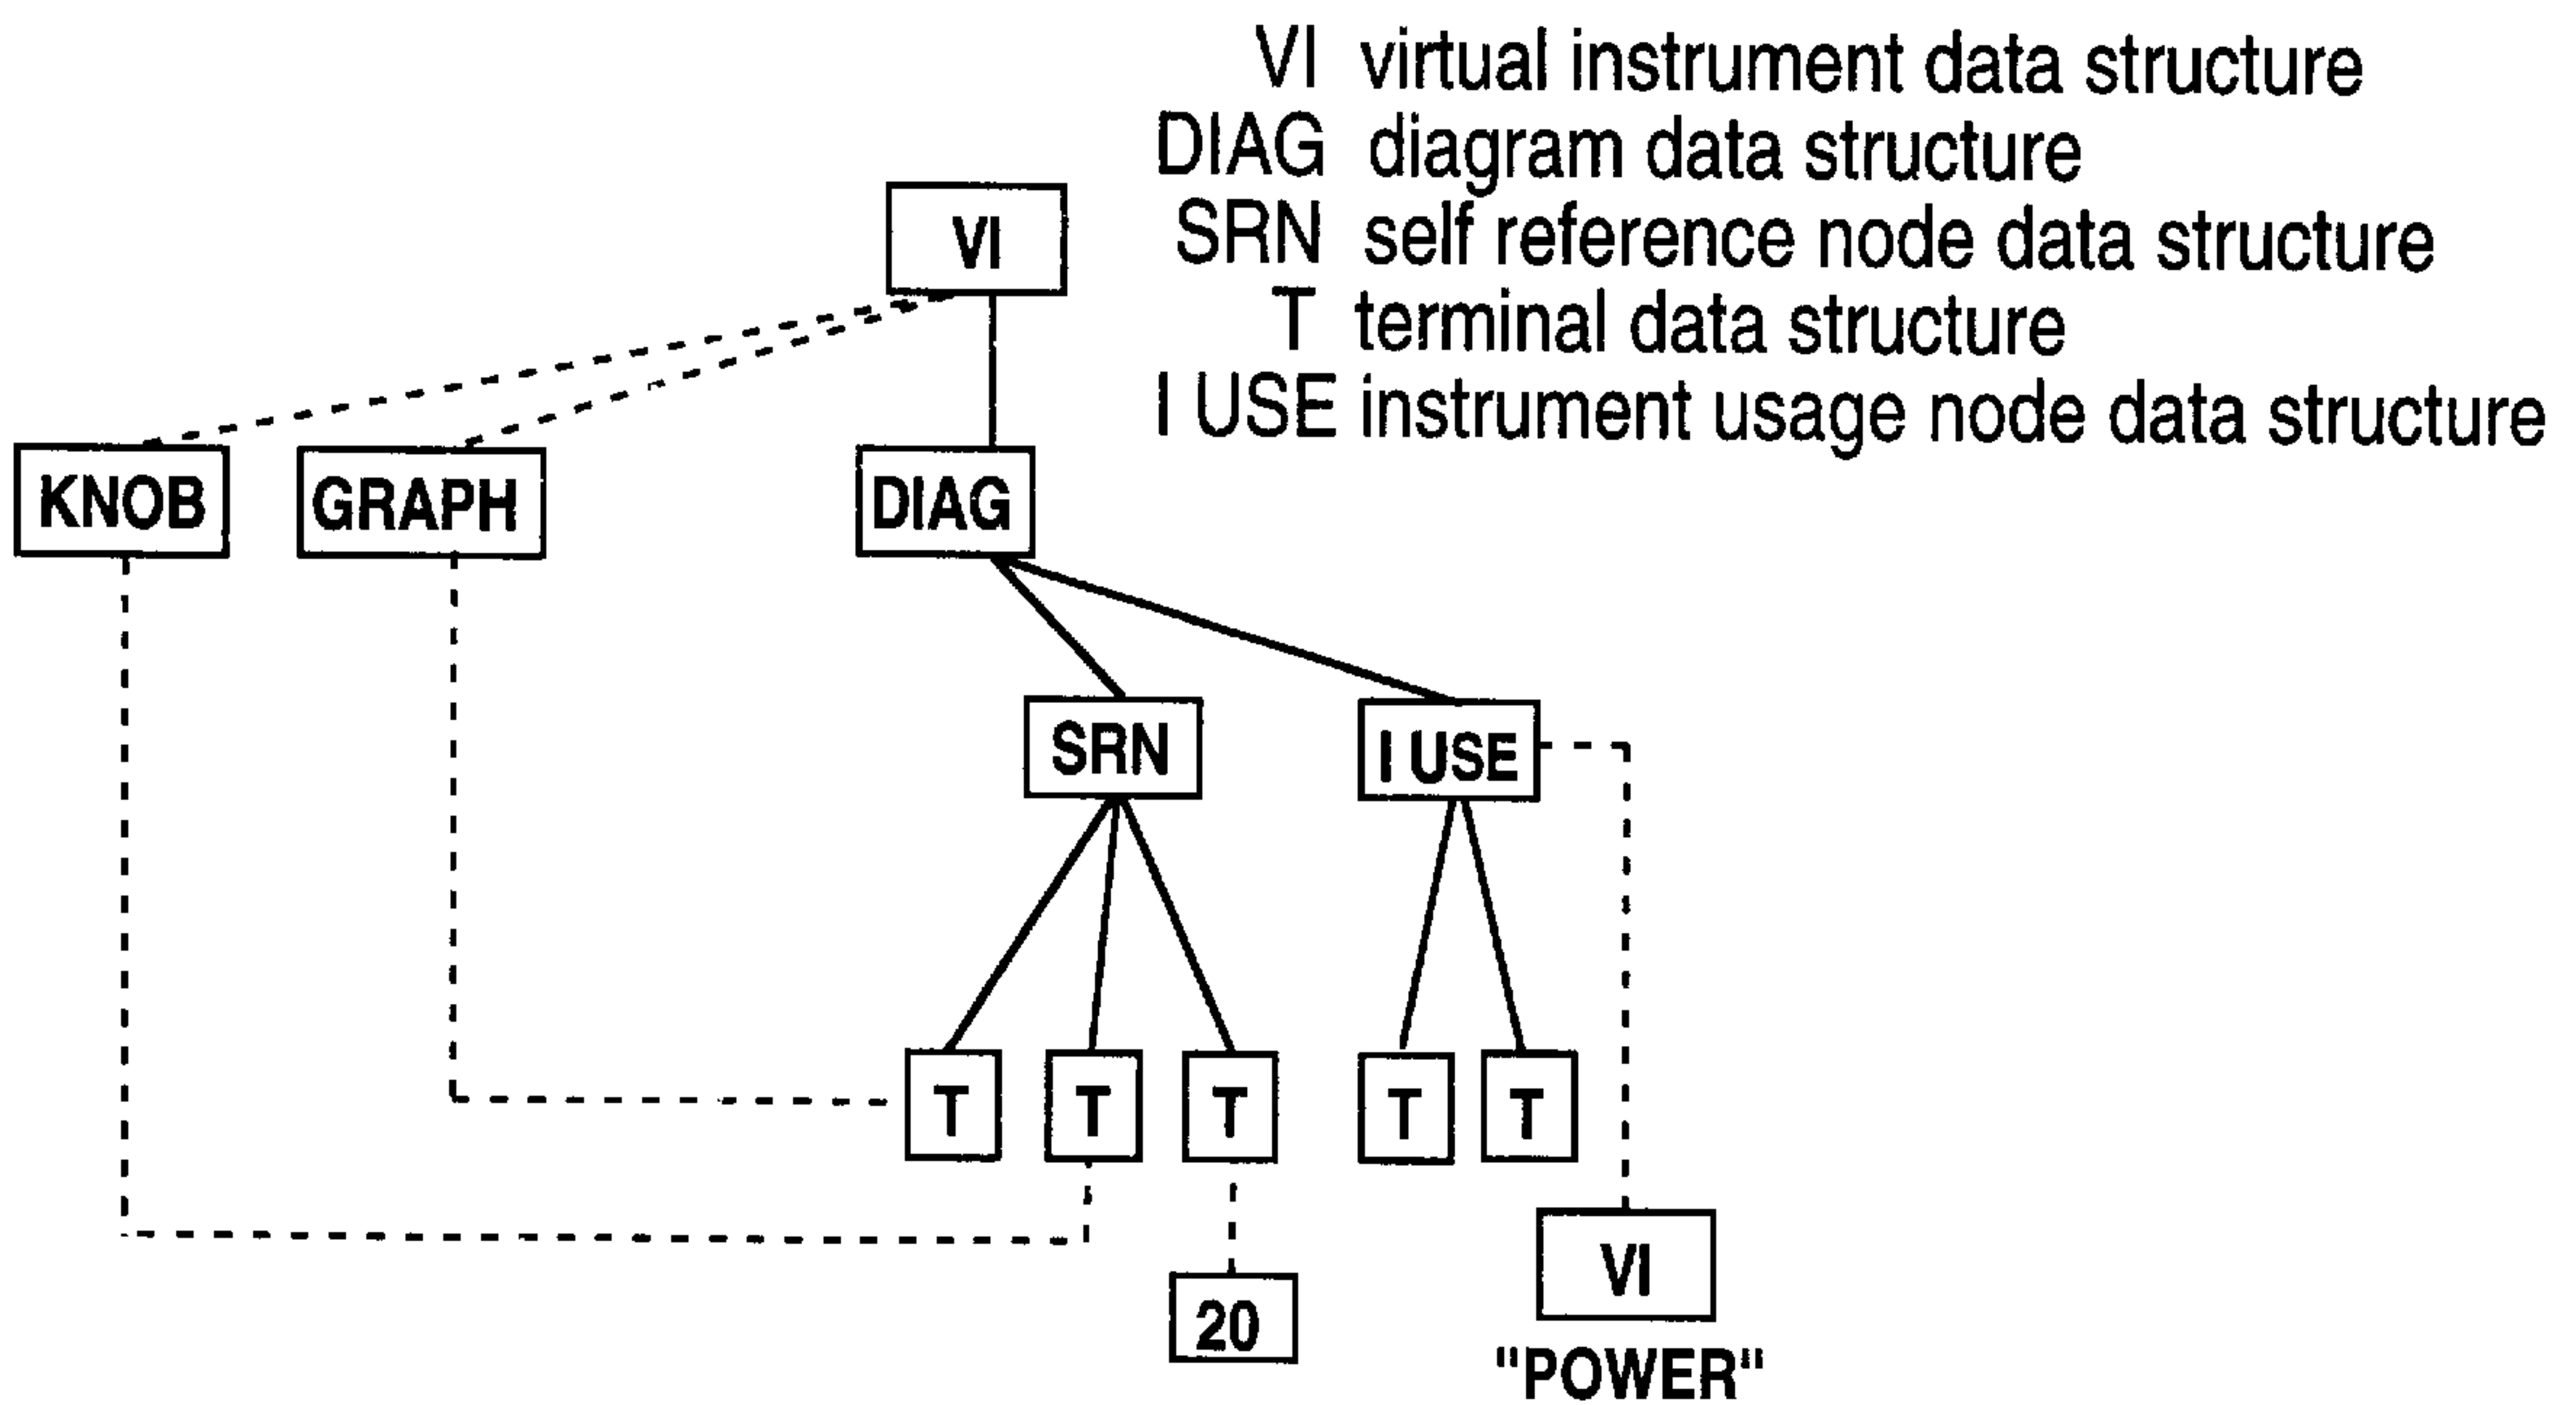 VI virtual instrument data structure
DIAG diagram data structure
SRN self reference node data structure
T terminal data structure
I USE instrument usage node data structure
VI
KNOB GRAPH DIAG
SRN I USE
T T T T T
VI
20
"POWER"